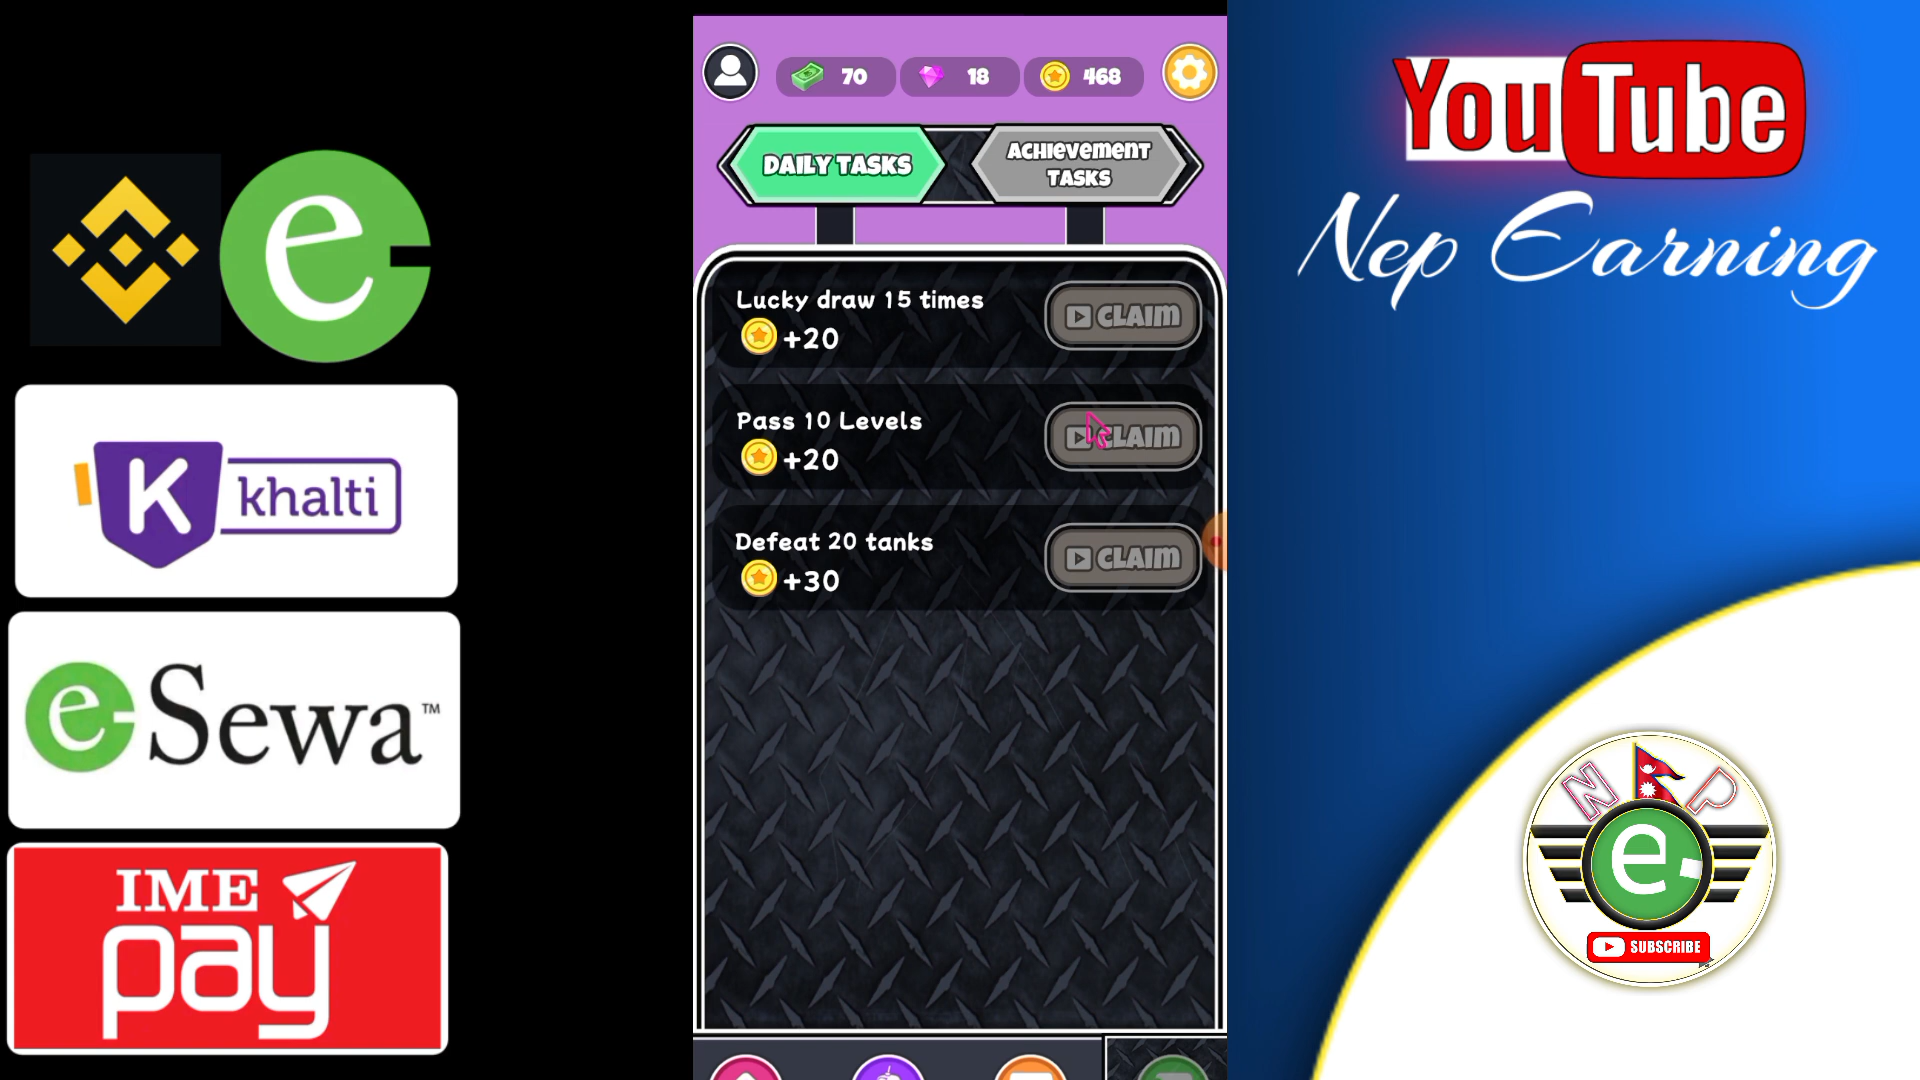 khalti
eSewa™
IME
pay
70
18
468
DAILY TASKS
ACHIEVEMENT
TASKS
Lucky draw 15 times
+20
CLAIM
Pass 10 Levels
+20
CLAIM
Defeat 20 tanks
+30
CLAIM
YouTube
Nep Earning
N P
e
SUBSCRIBE